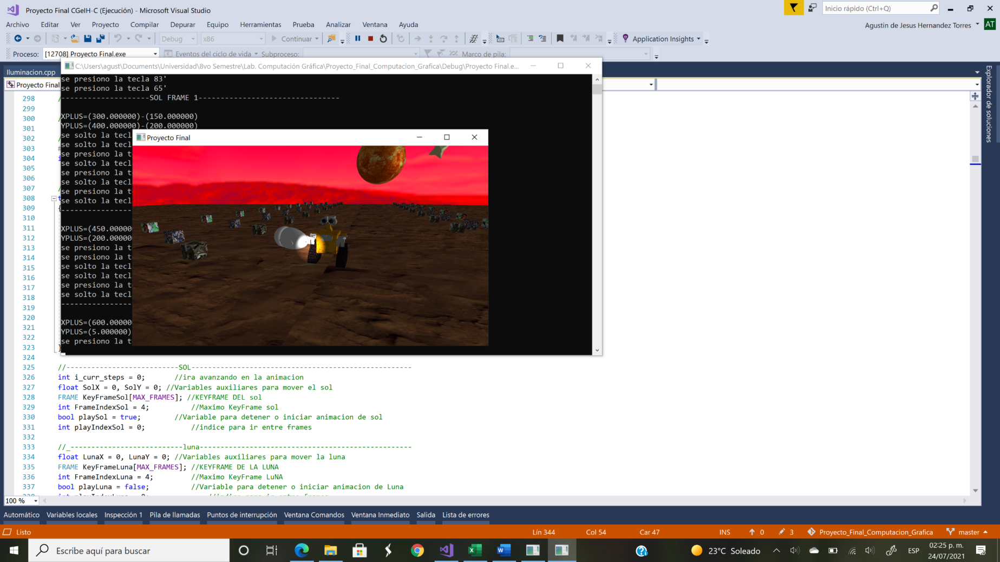 Proyecto Final CGeIH-C (Ejecución) - Microsoft Visual Studio
Inicio rápido (Ctrl+Q)
Archivo Editar Ver Proyecto Compilar Depurar Equipo Herramientas Prueba Analizar Ventana Ayuda
Agustin de Jesus Hernandez Torres AT
Debug x86 Continuar Application Insights
Proceso: [12708] Proyecto Final.exe Eventos del ciclo de vida Subproceso: Marco de pila:
Iluminacion.cpp
C:\Users\agust\Documents\Universidad\8vo Semestre\Lab. Computación Gráfica\Proyecto_Final_Computacion_Grafica\Debug\Proyecto Final.e...
Proyecto Final
Explorador de soluciones
se presiono la tecla 83'
se presiono la tecla 65'
--------------------SOL FRAME 1--------------------------------
XPLUS=(300.000000)-(150.000000)
YPLUS=(400.000000)-(200.000000)
se solto la tecl
se solto la tecl
se presiono la t
se solto la tecl
se presiono la t
se solto la tecl
se presiono la t
se solto la tecl
----------------
XPLUS=(450.00000
YPLUS=(200.00000
se presiono la t
se presiono la t
se solto la tecl
se solto la tecl
se presiono la t
se solto la tecl
----------------
XPLUS=(600.00000
YPLUS=(5.000000)
se presiono la t
Proyecto Final
298
299
300
301
302
303
304
305
306
307
308
309
310
311
312
313
314
315
316
317
318
319
320
321
322
323
324
325 //---------------------------SOL-----------------------------------------------------
326 int i_curr_steps = 0; //ira avanzando en la animacion
327 float SolX = 0, SolY = 0; //Variables auxiliares para mover el sol
328 FRAME KeyFrameSol[MAX_FRAMES]; //KEYFRAME DEL sol
329 int FrameIndexSol = 4; //Maximo KeyFrame sol
330 bool playSol = true; //Variable para detener o iniciar animacion de sol
331 int playIndexSol = 0; //indice para ir entre frames
332
333 //_---------------------------luna---------------------------------------------------
334 float LunaX = 0, LunaY = 0; //Variables auxiliares para mover la luna
335 FRAME KeyFrameLuna[MAX_FRAMES]; //KEYFRAME DE LA LUNA
336 int FrameIndexLuna = 4; //Maximo KeyFrame LuNA
337 bool playLuna = false; //Variable para detener o iniciar animacion de Luna
100 %
Automático Variables locales Inspección 1 Pila de llamadas Puntos de interrupción Ventana Comandos Ventana Inmediato Salida Lista de errores
Listo Lín 344 Col 54 Car 47 INS 0 3 Proyecto_Final_Computacion_Grafica master
Escribe aquí para buscar
23°C Soleado ESP 02:25 p. m.
24/07/2021